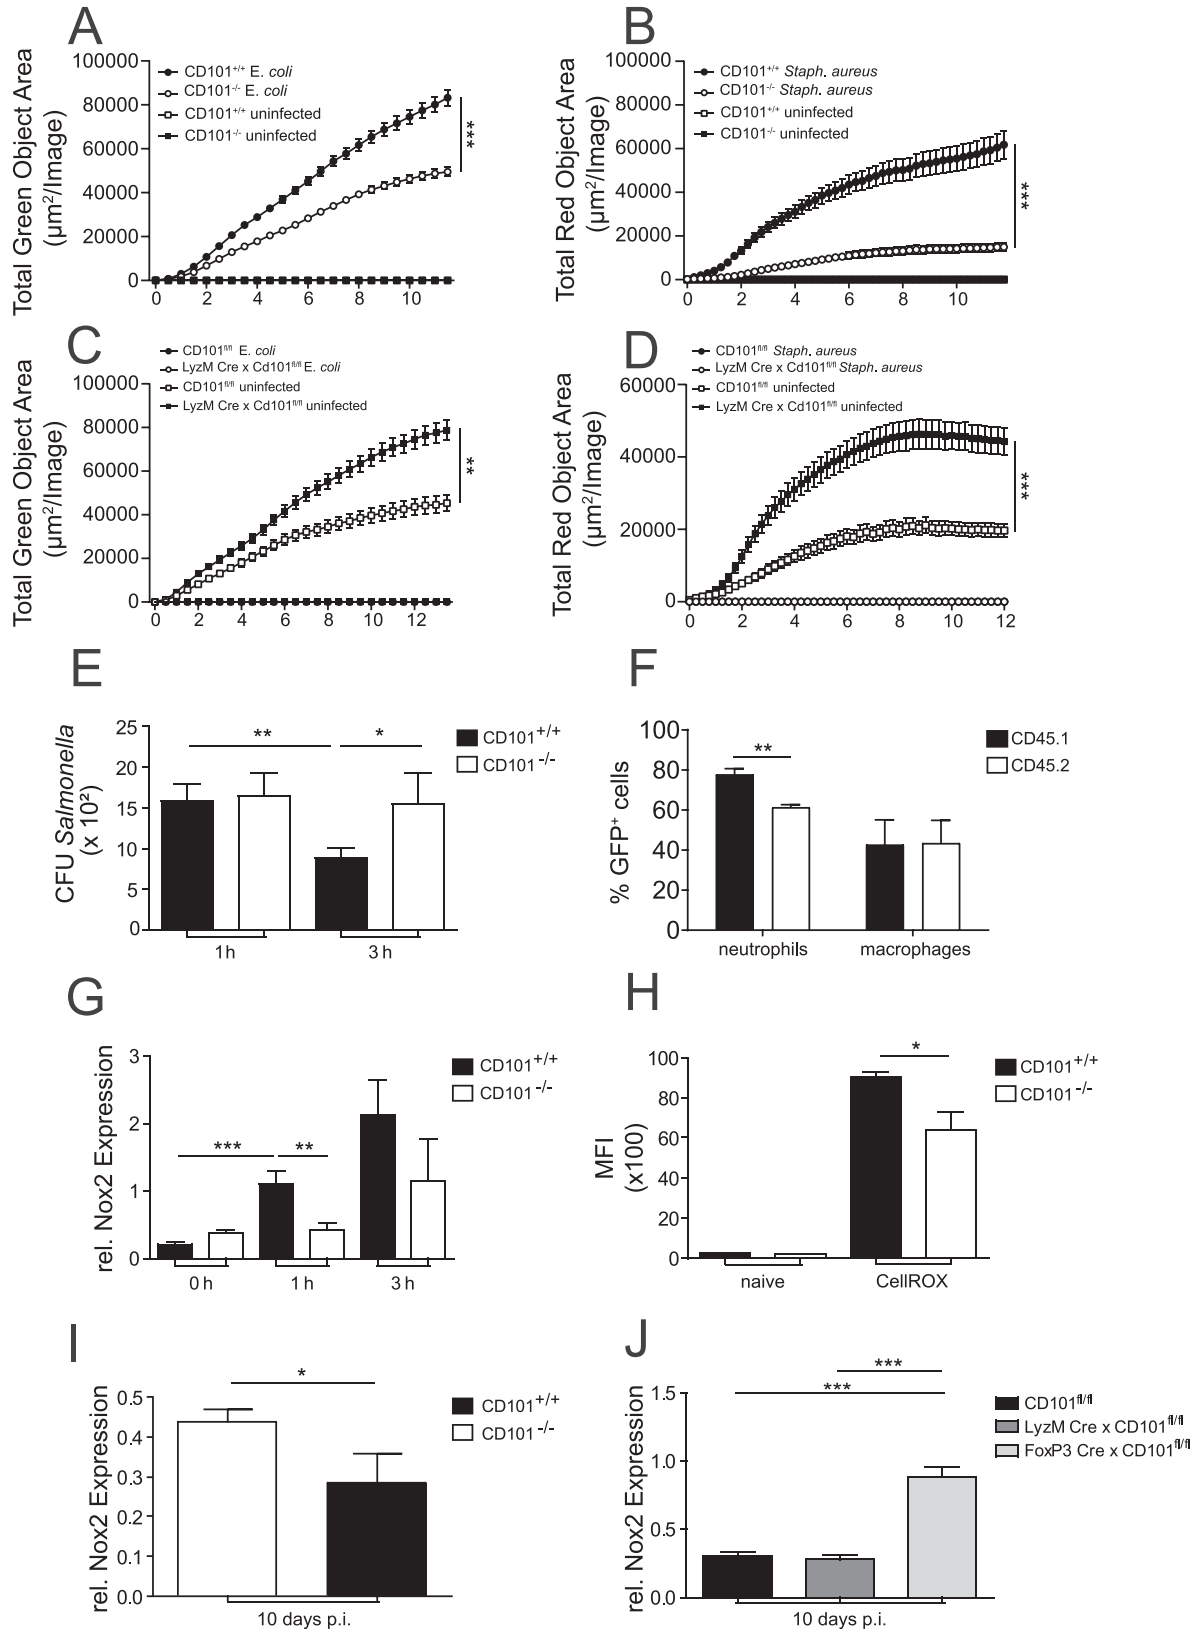 A
Total Green Object Area
(µm²/Image)
100000
80000
60000
40000
20000
0
0 2 4 6 8 10
CD101+/+ E. coli
CD101-/- E. coli
CD101+/+ uninfected
CD101-/- uninfected
***
B
Total Red Object Area
(µm²/Image)
100000
80000
60000
40000
20000
0
0 2 4 6 8 10
CD101+/+ Staph. aureus
CD101-/- Staph. aureus
CD101+/+ uninfected
CD101-/- uninfected
***
C
Total Green Object Area
(µm²/Image)
100000
80000
60000
40000
20000
0
0 2 4 6 8 10 12
CD101fl/fl E. coli
LyzM Cre x Cd101fl/fl E. coli
CD101fl/fl uninfected
LyzM Cre x Cd101fl/fl uninfected
**
D
Total Red Object Area
(µm²/Image)
60000
40000
20000
0
0 2 4 6 8 10 12
CD101fl/fl Staph. aureus
LyzM Cre x Cd101fl/fl Staph. aureus
CD101fl/fl uninfected
LyzM Cre x Cd101fl/fl uninfected
***
E
CFU Salmonella
(x 10²)
25
20
15
10
5
0
** *
1h 3h
CD101+/+
CD101-/-
F
% GFP+ cells
100
80
60
40
20
0
**
neutrophils macrophages
CD45.1
CD45.2
G
rel. Nox2 Expression
3
2
1
0
*** **
0h 1h 3h
CD101+/+
CD101-/-
H
MFI
(x100)
100
80
60
40
20
0
*
naive CellROX
CD101+/+
CD101-/-
I
rel. Nox2 Expression
0.5
0.4
0.3
0.2
0.1
0.0
*
10 days p.i.
CD101+/+
CD101-/-
J
rel. Nox2 Expression
1.5
1.0
0.5
0.0
***
***
10 days p.i.
CD101fl/fl
LyzM Cre x CD101fl/fl
FoxP3 Cre x CD101fl/fl